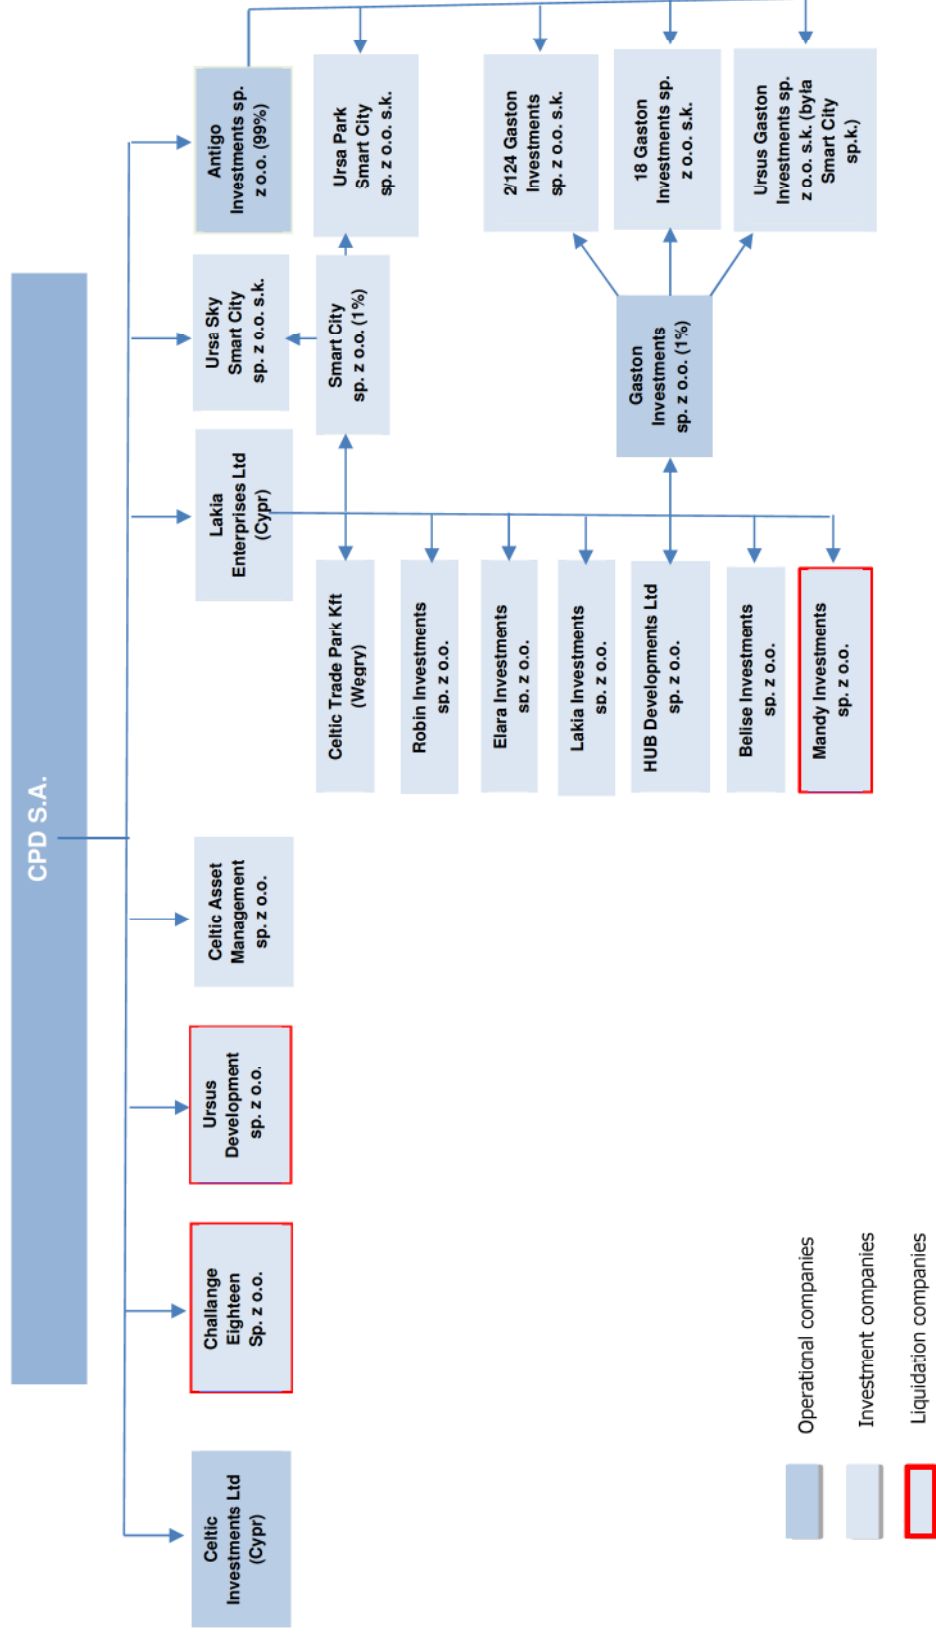 CPD S.A.
Celtic
Investments Ltd
(Cypr)
Challange
Eighteen
Sp. z o.o.
Ursus
Development
sp. z o.o.
Celtic Asset
Management
sp. z o.o.
Lakia
Enterprises Ltd
(Cypr)
Ursa Sky
Smart City
sp. z o.o. s.k.
Antigo
Investments sp.
z o.o. (99%)
Celtic Trade Park Kft
(Węgry)
Smart City
sp. z o.o. (1%)
Ursa Park
Smart City
sp. z o.o. s.k.
Robin Investments
sp. z o.o.
Elara Investments
sp. z o.o.
2/124 Gaston
Investments
sp. z o.o. s.k.
Lakia Investments
sp. z o.o.
HUB Developments Ltd
sp. z o.o.
Gaston
Investments
sp. z o.o. (1%)
18 Gaston
Investments sp.
z o.o. s.k.
Belise Investments
sp. z o.o.
Ursus Gaston
Investments sp.
z o.o. s.k. (była
Smart City
sp.k.)
Mandy Investments
sp. z o.o.
Operational companies
Investment companies
Liquidation companies